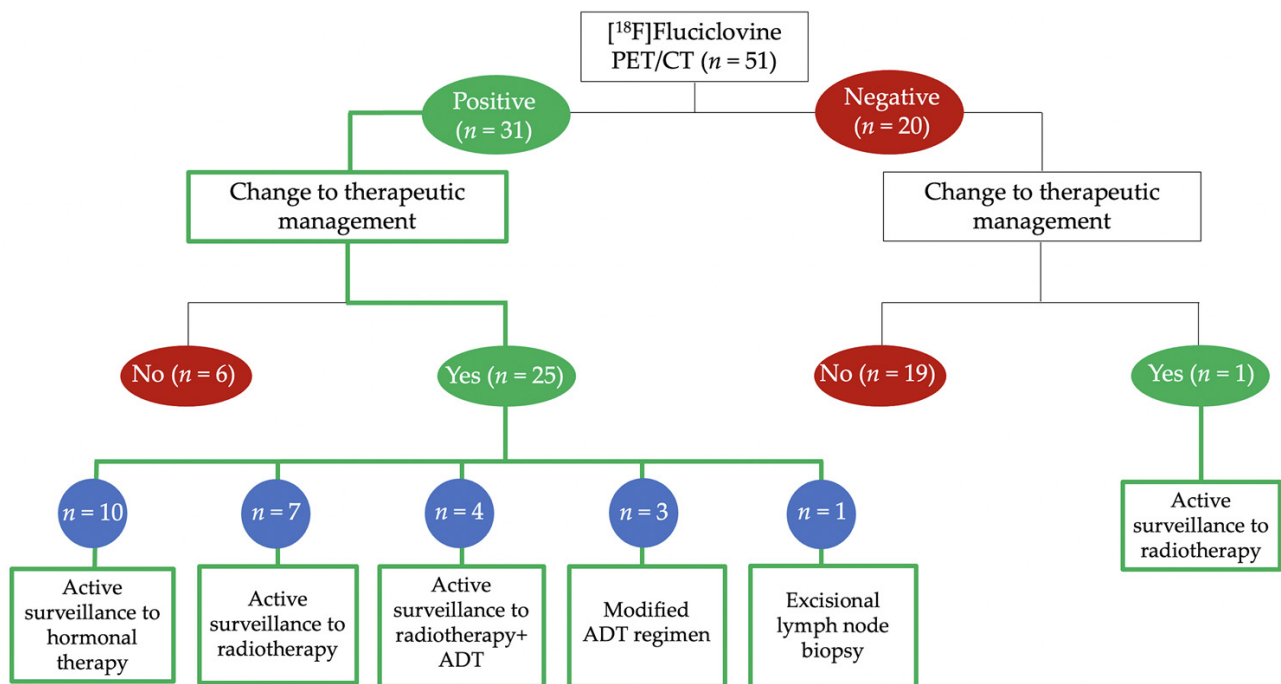 [¹⁸F]Fluciclovine
PET/CT (n = 51)
Positive
(n = 31)
Negative
(n = 20)
Change to therapeutic
management
Change to therapeutic
management
No (n = 6)
Yes (n = 25)
No (n = 19)
Yes (n = 1)
n = 10
n = 7
n = 4
n = 3
n = 1
Active
surveillance to
hormonal
therapy
Active
surveillance to
radiotherapy
Active
surveillance to
radiotherapy+
ADT
Modified
ADT regimen
Excisional
lymph node
biopsy
Active
surveillance to
radiotherapy